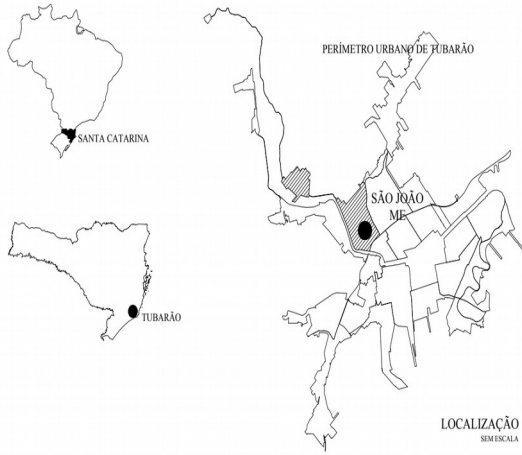 SANTA CATARINA
TUBARÃO
PERÍMETRO URBANO DE TUBARÃO
SÃO JOÃO
ME
LOCALIZAÇÃO
SEM ESCALA